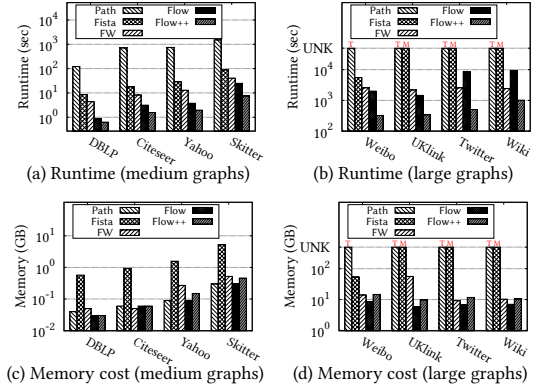 Path Flow
Fista Flow++
FW
Runtime (sec)
10^4
10^3
10^2
10^1
10^0
DBLP Citeseer Yahoo Skitter
(a) Runtime (medium graphs)
Path Flow
Fista Flow++
FW
Runtime (sec)
UNK
10^4
10^3
10^2
T T M T M T M
Weibo UKlink Twitter Wiki
(b) Runtime (large graphs)
Path Flow
Fista Flow++
FW
Memory (GB)
10^1
10^0
10^-1
10^-2
DBLP Citeseer Yahoo Skitter
(c) Memory cost (medium graphs)
Path Flow
Fista Flow++
FW
Memory (GB)
UNK
10^2
10^1
10^0
T T M T M T M
Weibo UKlink Twitter Wiki
(d) Memory cost (large graphs)